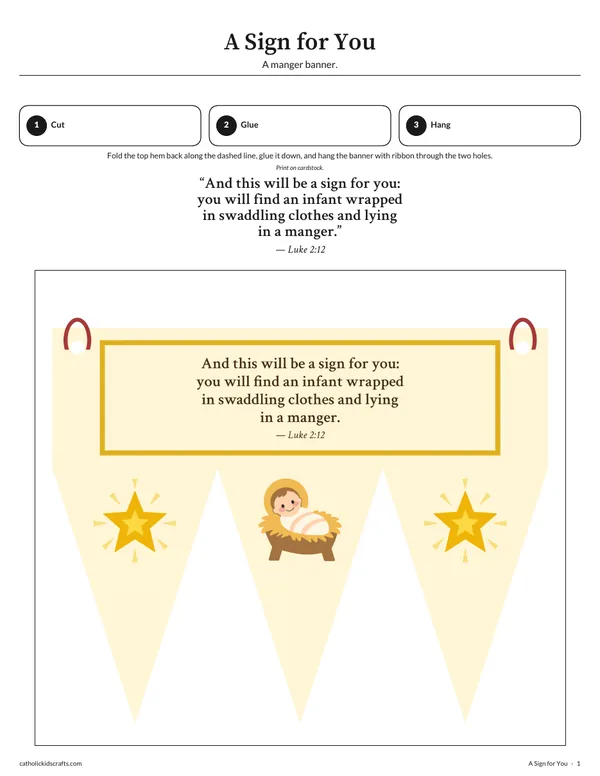 A Sign for You
A manger banner.
1 Cut
2 Glue
3 Hang
Fold the top hem back along the dashed line, glue it down, and hang the banner with ribbon through the two holes.
Print on cardstock.
“And this will be a sign for you:
you will find an infant wrapped
in swaddling clothes and lying
in a manger.”
— Luke 2:12
And this will be a sign for you:
you will find an infant wrapped
in swaddling clothes and lying
in a manger.
— Luke 2:12
catholickidscrafts.com
A Sign for You · 1